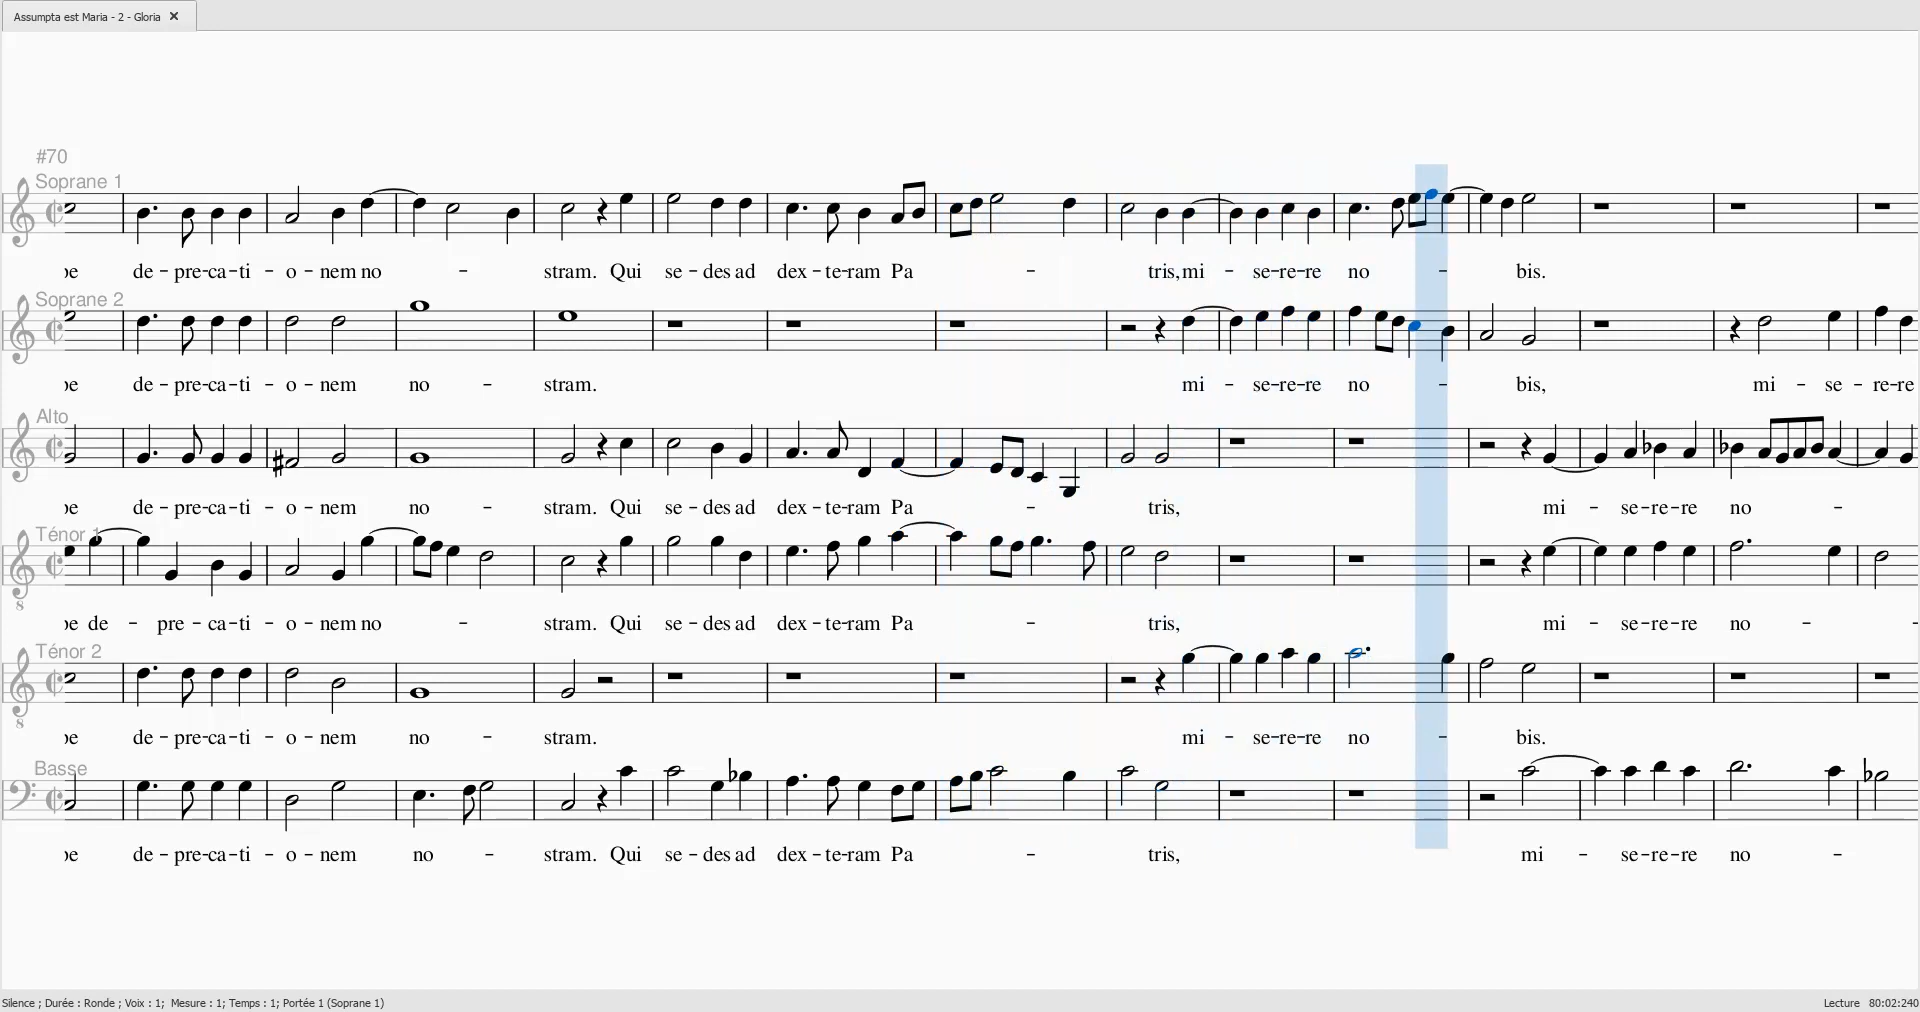 Assumpta est Maria - 2 - Gloria
#70
Soprane 1
de - pre - ca - ti - o - nem no - stram. Qui se - des ad dex - te - ram Pa - tris, mi - se - re - re no - bis.
Soprane 2
de - pre - ca - ti - o - nem no - stram. mi - se - re - re no - bis, mi - se - re - re
Alto
de - pre - ca - ti - o - nem no - stram. Qui se - des ad dex - te - ram Pa - tris, mi - se - re - re no -
Ténor 1
de - pre - ca - ti - o - nem no - stram. Qui se - des ad dex - te - ram Pa - tris, mi - se - re - re no - -
Ténor 2
de - pre - ca - ti - o - nem no - stram. mi - se - re - re no - bis.
Basse
de - pre - ca - ti - o - nem no - stram. Qui se - des ad dex - te - ram Pa - tris, mi - se - re - re no -
Silence ; Durée : Ronde ; Voix : 1; Mesure : 1; Temps : 1; Portée 1 (Soprane 1) Lecture 80:02:240